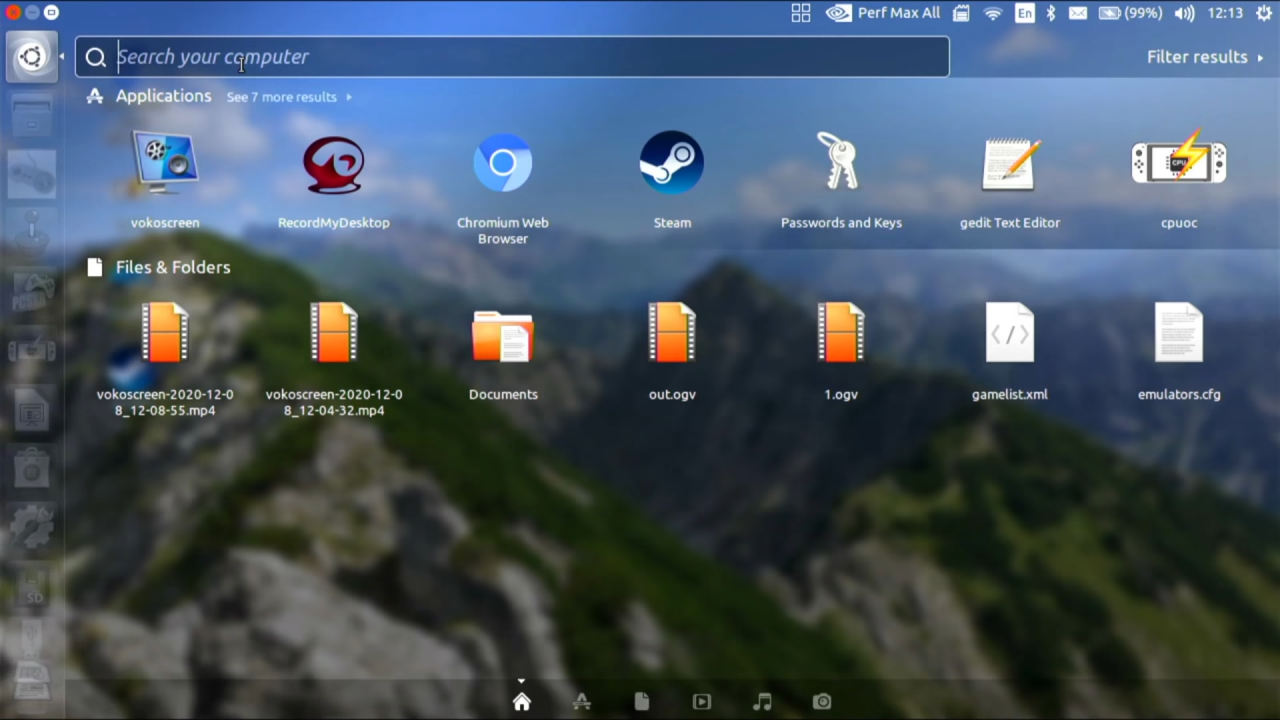 Perf Max All
En
(99%)
12:13
Search your computer
Filter results
Applications
See 7 more results
vokoscreen
RecordMyDesktop
Chromium Web
Browser
Steam
Passwords and Keys
gedit Text Editor
CPU
cpuoc
Files & Folders
vokoscreen-2020-12-0
8_12-08-55.mp4
vokoscreen-2020-12-0
8_12-04-32.mp4
Documents
out.ogv
1.ogv
</>
gamelist.xml
emulators.cfg
SD